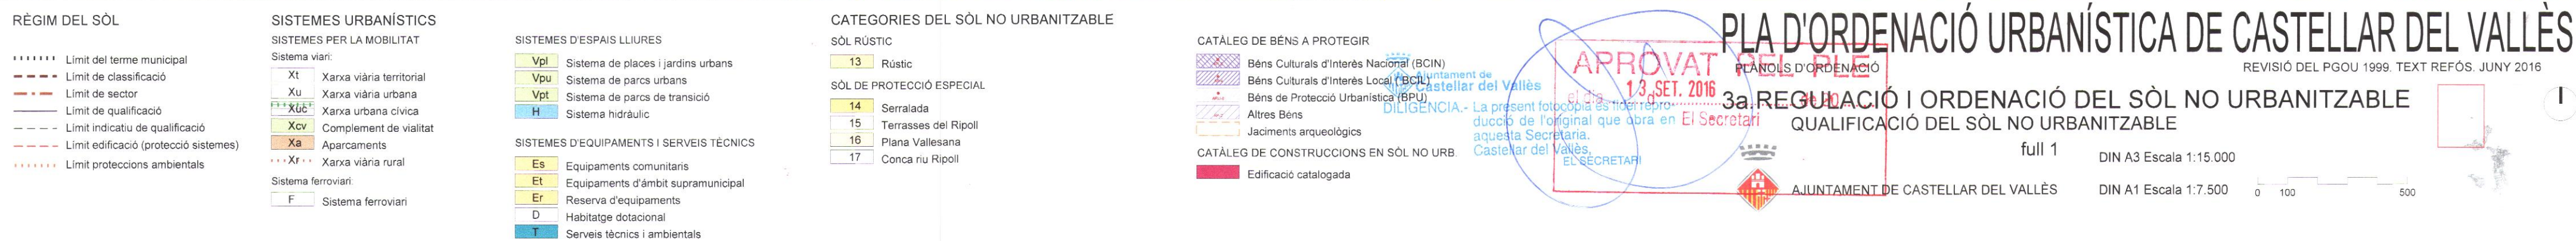 RÈGIM DEL SÒL
Límit del terme municipal
Límit de classificació
Límit de sector
Límit de qualificació
Límit indicatiu de qualificació
Límit edificació (protecció sistemes)
Límit proteccions ambientals
SISTEMES URBANÍSTICS
SISTEMES PER LA MOBILITAT
Sistema viari:
Xt Xarxa viària territorial
Xu Xarxa viària urbana
Xuc Xarxa urbana cívica
Xcv Complement de vialitat
Xa Aparcaments
Xr Xarxa viària rural
Sistema ferroviari:
F Sistema ferroviari
SISTEMES D'ESPAIS LLIURES
Vpl Sistema de places i jardins urbans
Vpu Sistema de parcs urbans
Vpt Sistema de parcs de transició
H Sistema hidràulic
SISTEMES D'EQUIPAMENTS I SERVEIS TÈCNICS
Es Equipaments comunitaris
Et Equipaments d'àmbit supramunicipal
Er Reserva d'equipaments
D Habitatge dotacional
T Serveis tècnics i ambientals
CATEGORIES DEL SÒL NO URBANITZABLE
SÒL RÚSTIC
13 Rústic
SÒL DE PROTECCIÓ ESPECIAL
14 Serralada
15 Terrasses del Ripoll
16 Plana Vallesana
17 Conca riu Ripoll
CATÀLEG DE BÉNS A PROTEGIR
Béns Culturals d'Interès Nacional (BCIN)
Béns Culturals d'Interès Local (BCIL)
Béns de Protecció Urbanística (BPU)
Altres Béns
Jaciments arqueològics
CATÀLEG DE CONSTRUCCIONS EN SÒL NO URB.
Edificació catalogada
Ajuntament de
Castellar del Vallès
DILIGÈNCIA.- La present fotocòpia és fidel repro-
ducció de l'original que obra en
aquesta Secretaria.
Castellar del Vallès,
EL SECRETARI
APROVAT PEL PLE
el dia 13 SET. 2016 de 20
El Secretari
PLA D'ORDENACIÓ URBANÍSTICA DE CASTELLAR DEL VALLÈS
PLÀNOLS D'ORDENACIÓ
REVISIÓ DEL PGOU 1999. TEXT REFÓS. JUNY 2016
3a. REGULACIÓ I ORDENACIÓ DEL SÒL NO URBANITZABLE
QUALIFICACIÓ DEL SÒL NO URBANITZABLE
full 1
I
DIN A3 Escala 1:15.000
AJUNTAMENT DE CASTELLAR DEL VALLÈS
DIN A1 Escala 1:7.500
0 100 500